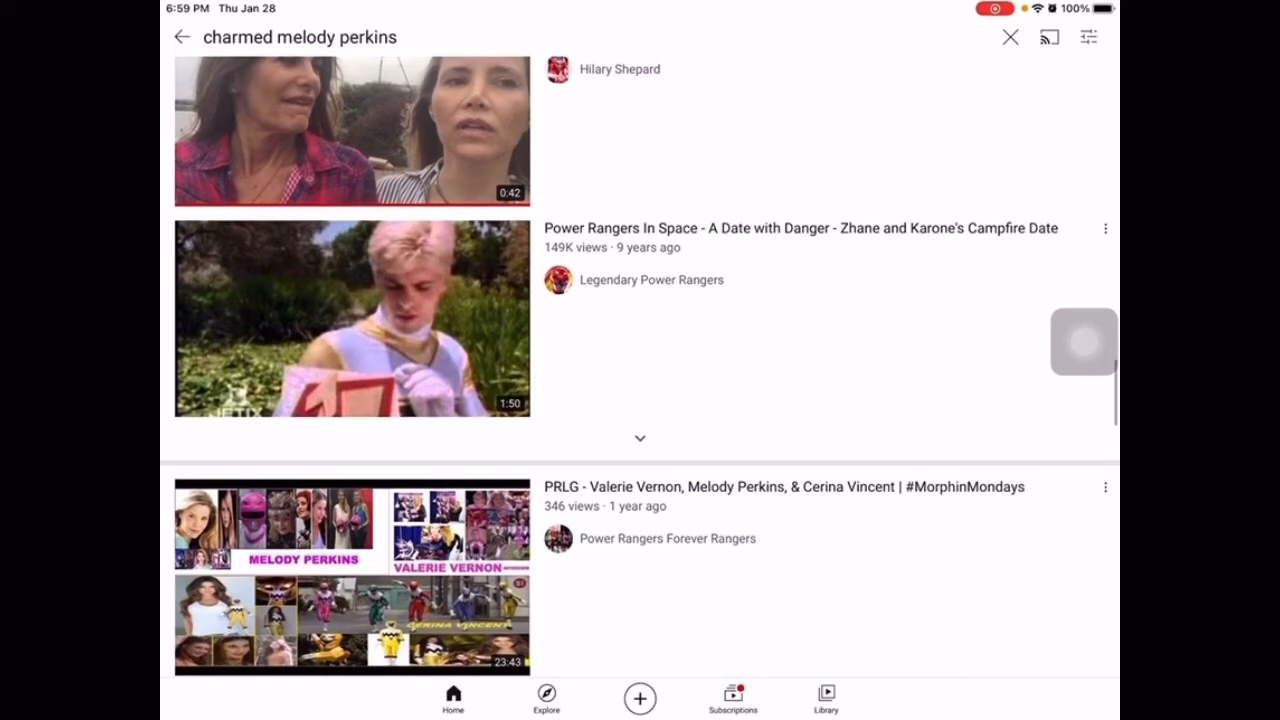 6:59 PM Thu Jan 28
100%
charmed melody perkins
Hilary Shepard
0:42
Power Rangers In Space - A Date with Danger - Zhane and Karone's Campfire Date
149K views · 9 years ago
Legendary Power Rangers
JETIX
1:50
PRLG - Valerie Vernon, Melody Perkins, & Cerina Vincent | #MorphinMondays
346 views · 1 year ago
Power Rangers Forever Rangers
MELODY PERKINS
VALERIE VERNON
CERINA VINCENT
23:43
Home
Explore
Subscriptions
Library